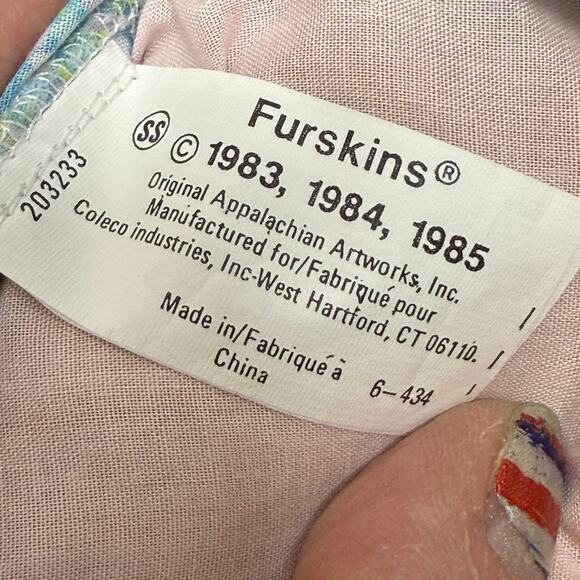 Furskins®
SS © 1983, 1984, 1985
Original Appalachian Artworks, Inc.
Manufactured for/Fabriqué pour
Coleco industries, Inc-West Hartford, CT 06110.
Made in/Fabriqué ā
China
6-434
203233